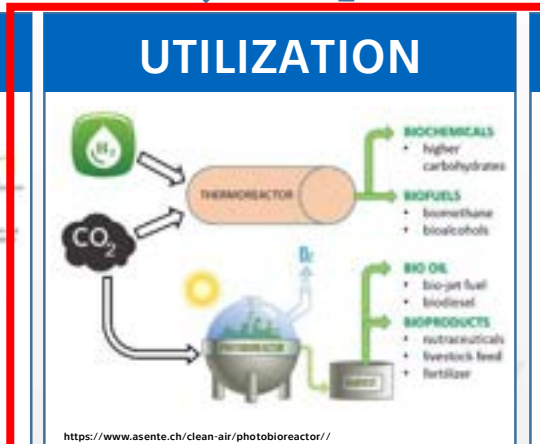 UTILIZATION
H₂
BIOCHEMICALS
• higher
carbohydrates
THERMOREACTOR
BIOFUELS
• biomethane
• bioalcohols
CO₂
BIO OIL
• bio-jet fuel
• biodiesel
BIOPRODUCTS
• nutraceuticals
• livestock feed
• fertilizer
PHOTOBIOREACTOR
https://www.asente.ch/clean-air/photobioreactor//